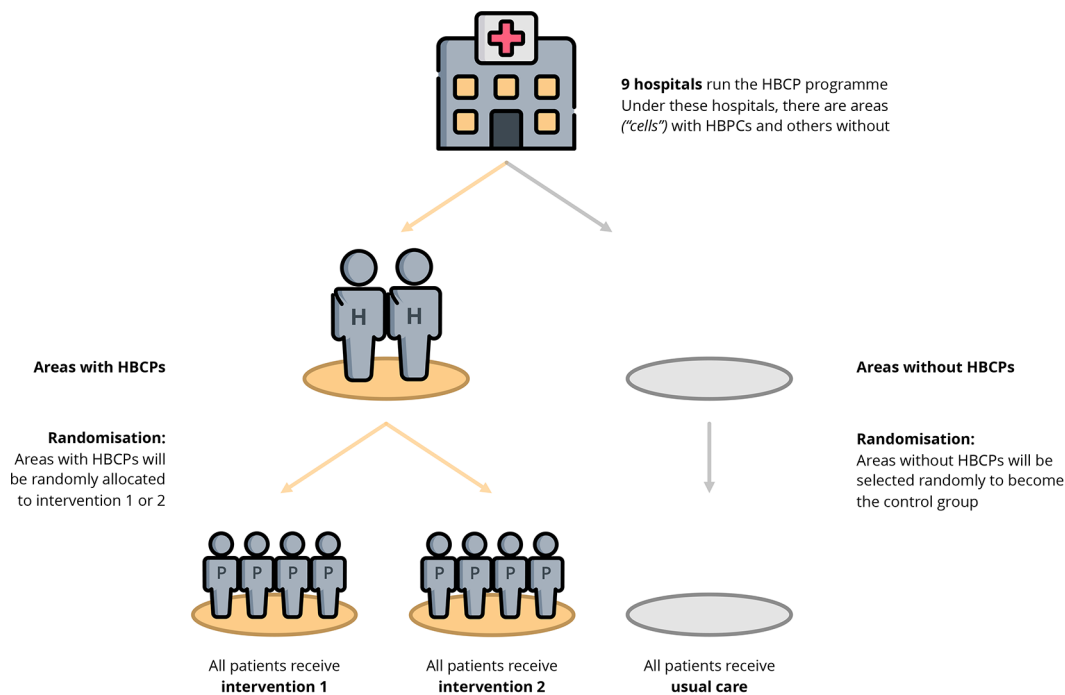 9 hospitals run the HBCP programme
Under these hospitals, there are areas
(“cells”) with HBPCs and others without
H H
Areas with HBCPs
Areas without HBCPs
Randomisation:
Areas with HBCPs will
be randomly allocated
to intervention 1 or 2
Randomisation:
Areas without HBCPs will be
selected randomly to become
the control group
P P P P
P P P P
All patients receive
intervention 1
All patients receive
intervention 2
All patients receive
usual care